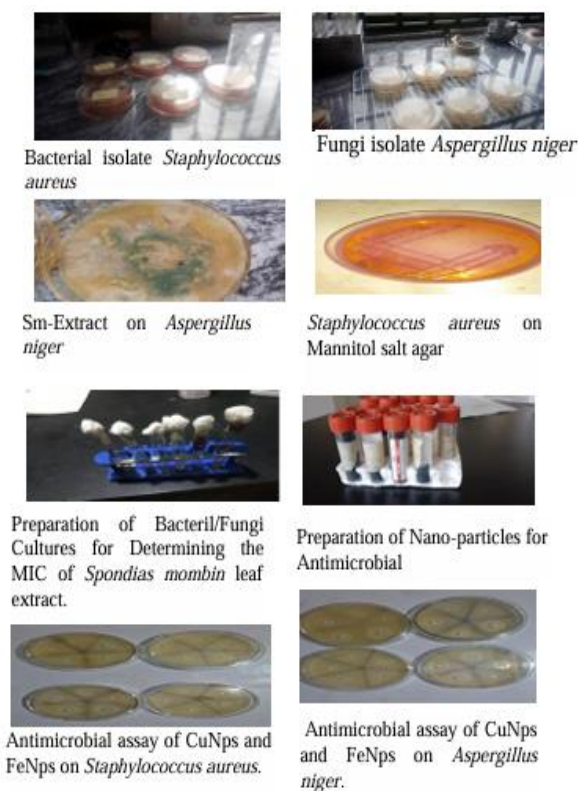 Bacterial isolate Staphylococcus
aureus
Fungi isolate Aspergillus niger
Sm-Extract on Aspergillus
niger
Staphylococcus aureus on
Mannitol salt agar
Preparation of Bacteril/Fungi
Cultures for Determining the
MIC of Spondias mombin leaf
extract.
Preparation of Nano-particles for
Antimicrobial
Antimicrobial assay of CuNps and
FeNps on Staphylococcus aureus.
Antimicrobial assay of CuNps
and FeNps on Aspergillus
niger.